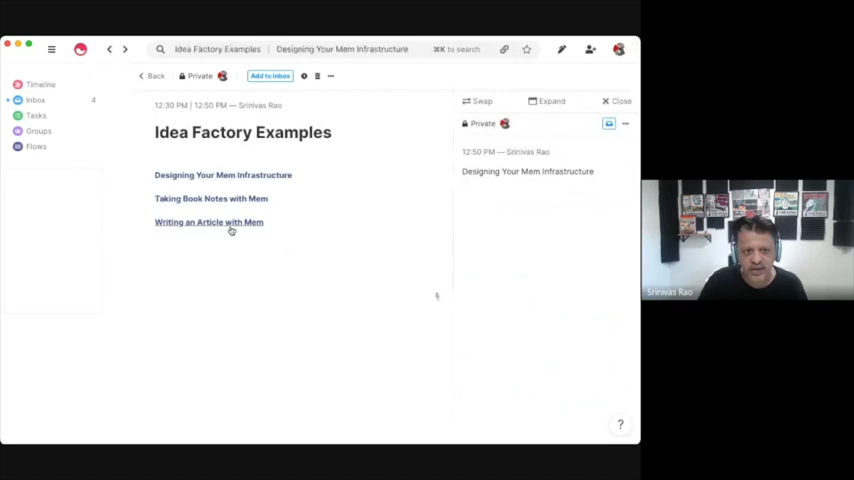 Idea Factory Examples
Designing Your Mem Infrastructure
⌘K to search
Back
Private
Add to Inbox
Swap
Expand
Close
Timeline
Inbox 4
Tasks
Groups
Flows
12:30 PM | 12:50 PM — Srinivas Rao
Idea Factory Examples
Designing Your Mem Infrastructure
Taking Book Notes with Mem
Writing an Article with Mem
Private
12:50 PM — Srinivas Rao
Designing Your Mem Infrastructure
?
Srinivas Rao